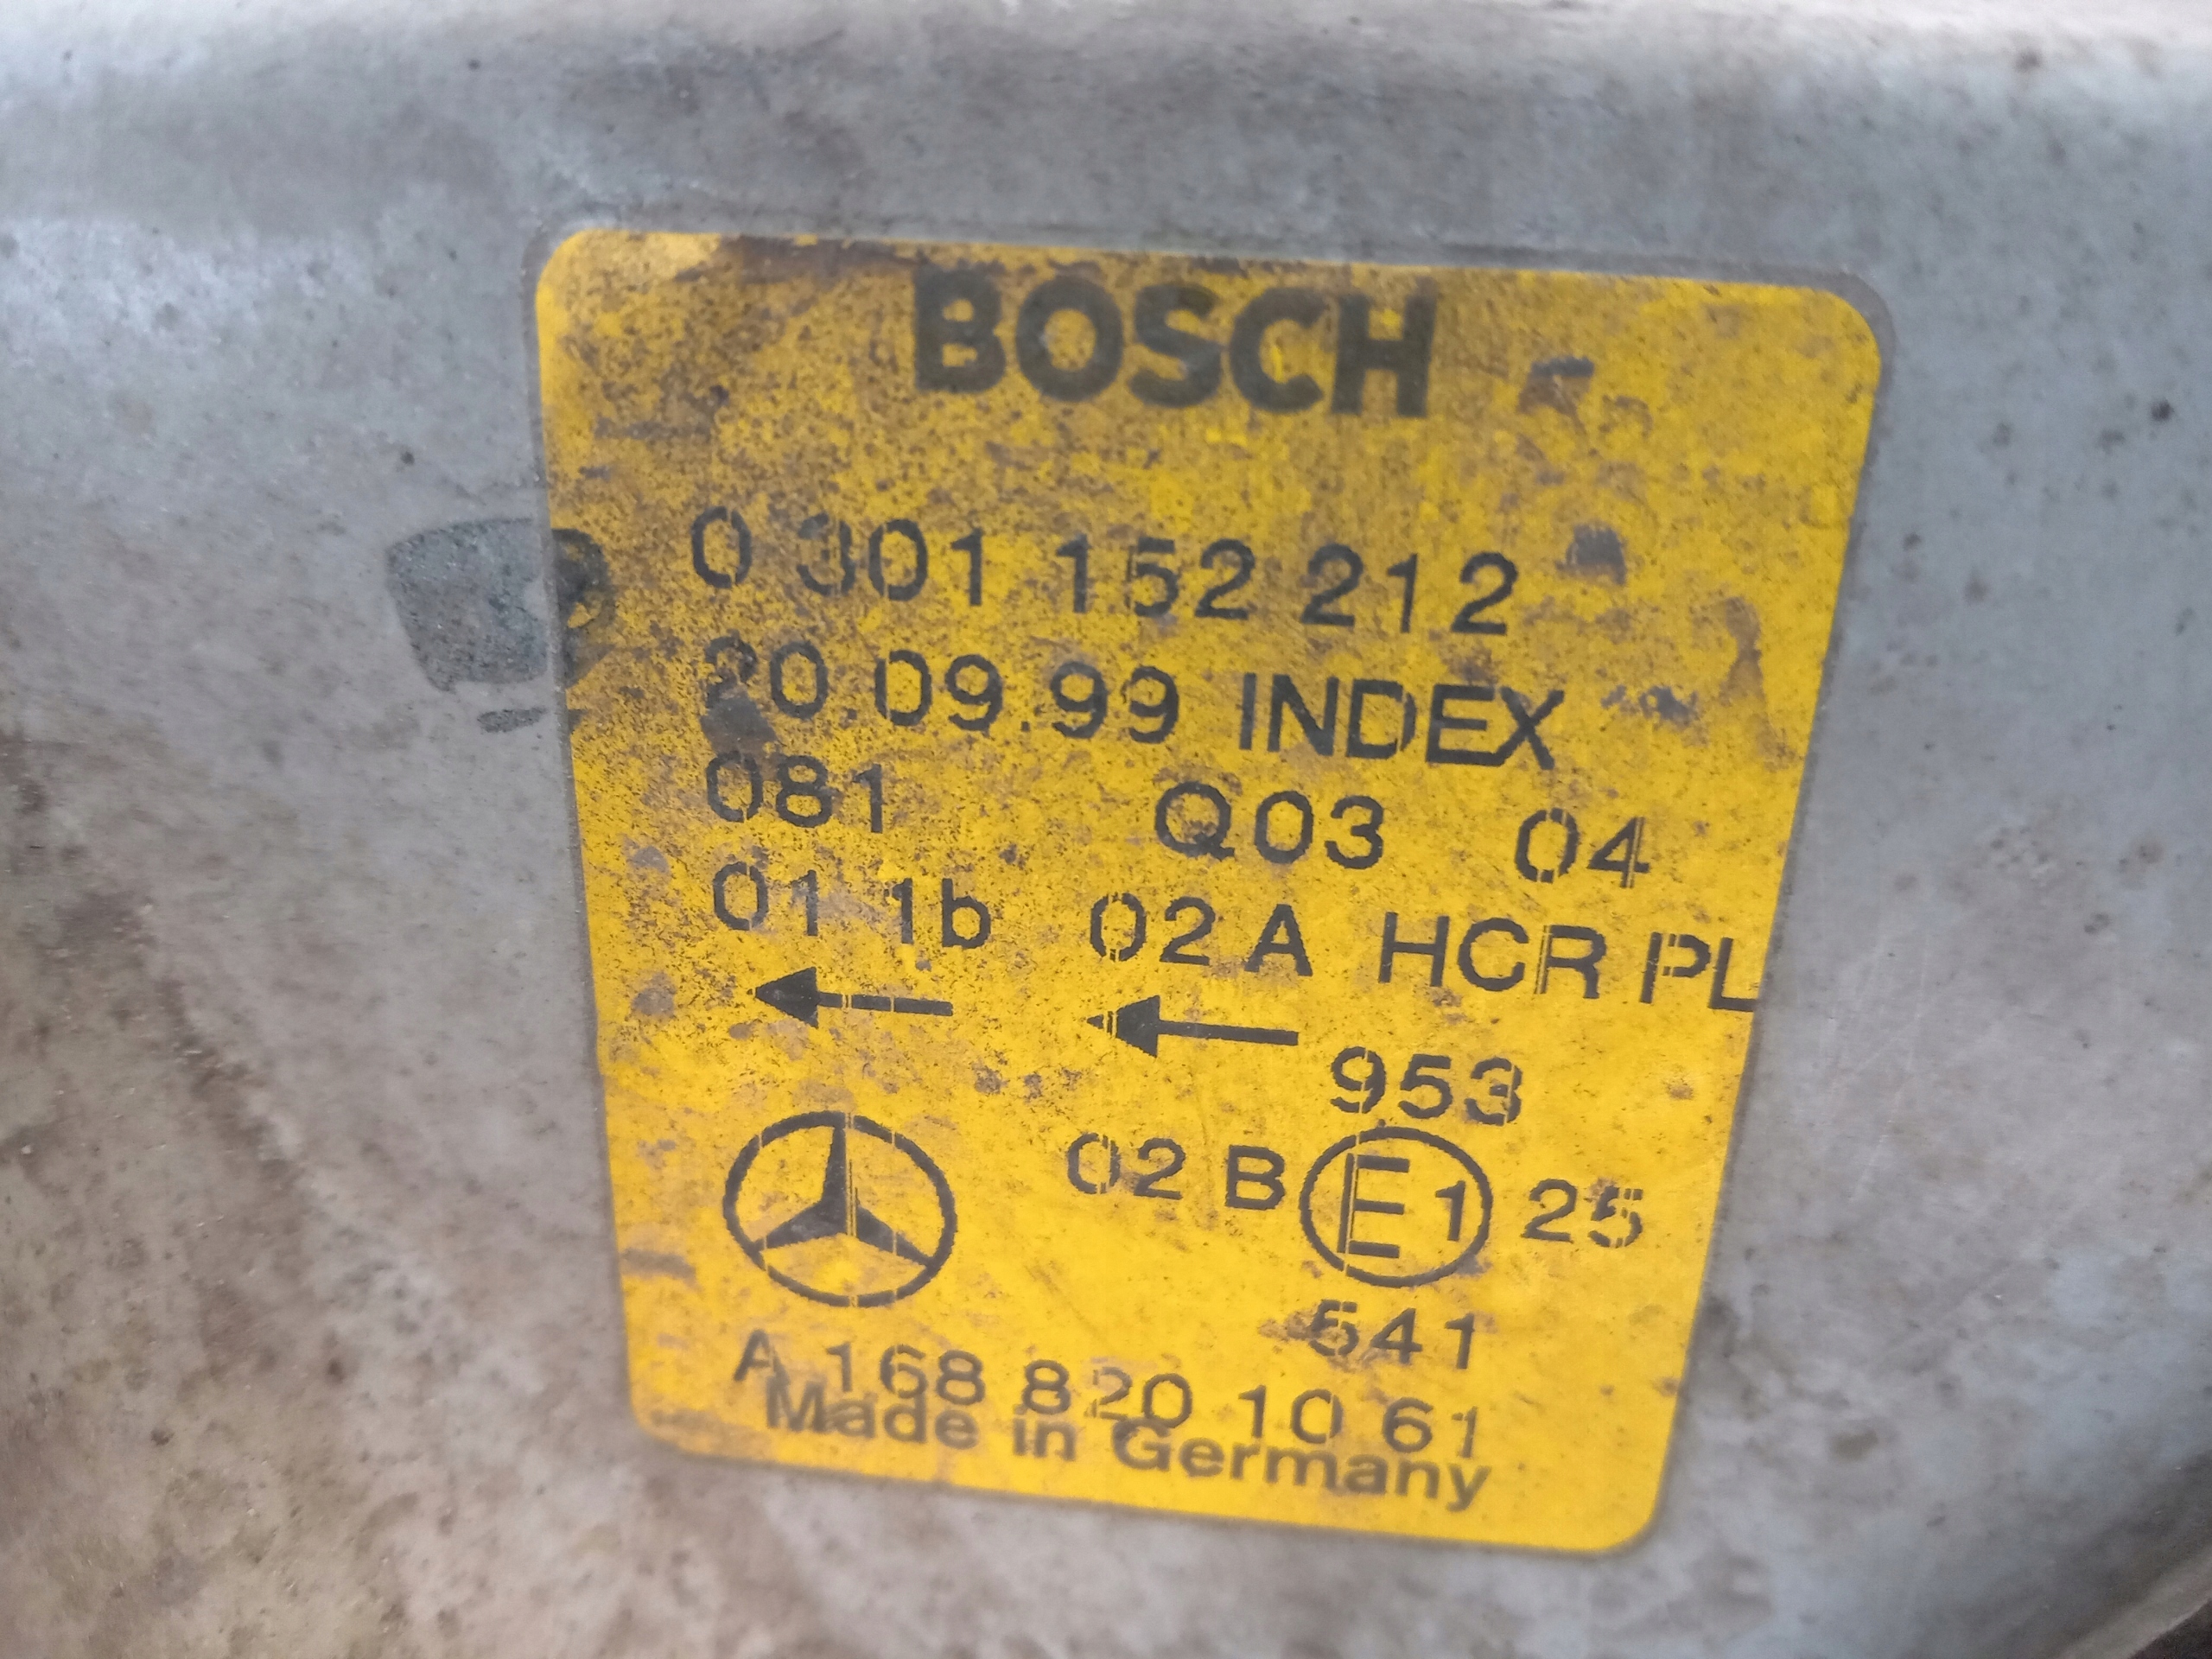 BOSCH
0 301 152 212
20.09.99 INDEX
081 Q03 04
01 1b 02 A HCR PL
953
02 B E1 25
541
A 168 820 10 61
Made in Germany